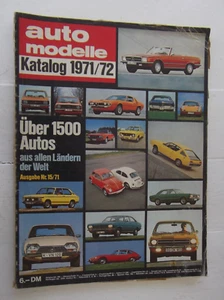 auto
modelle
Katalog 1971/72
Über 1500
Autos
aus allen Ländern
der Welt
Ausgabe Nr. 15/71
6.-DM